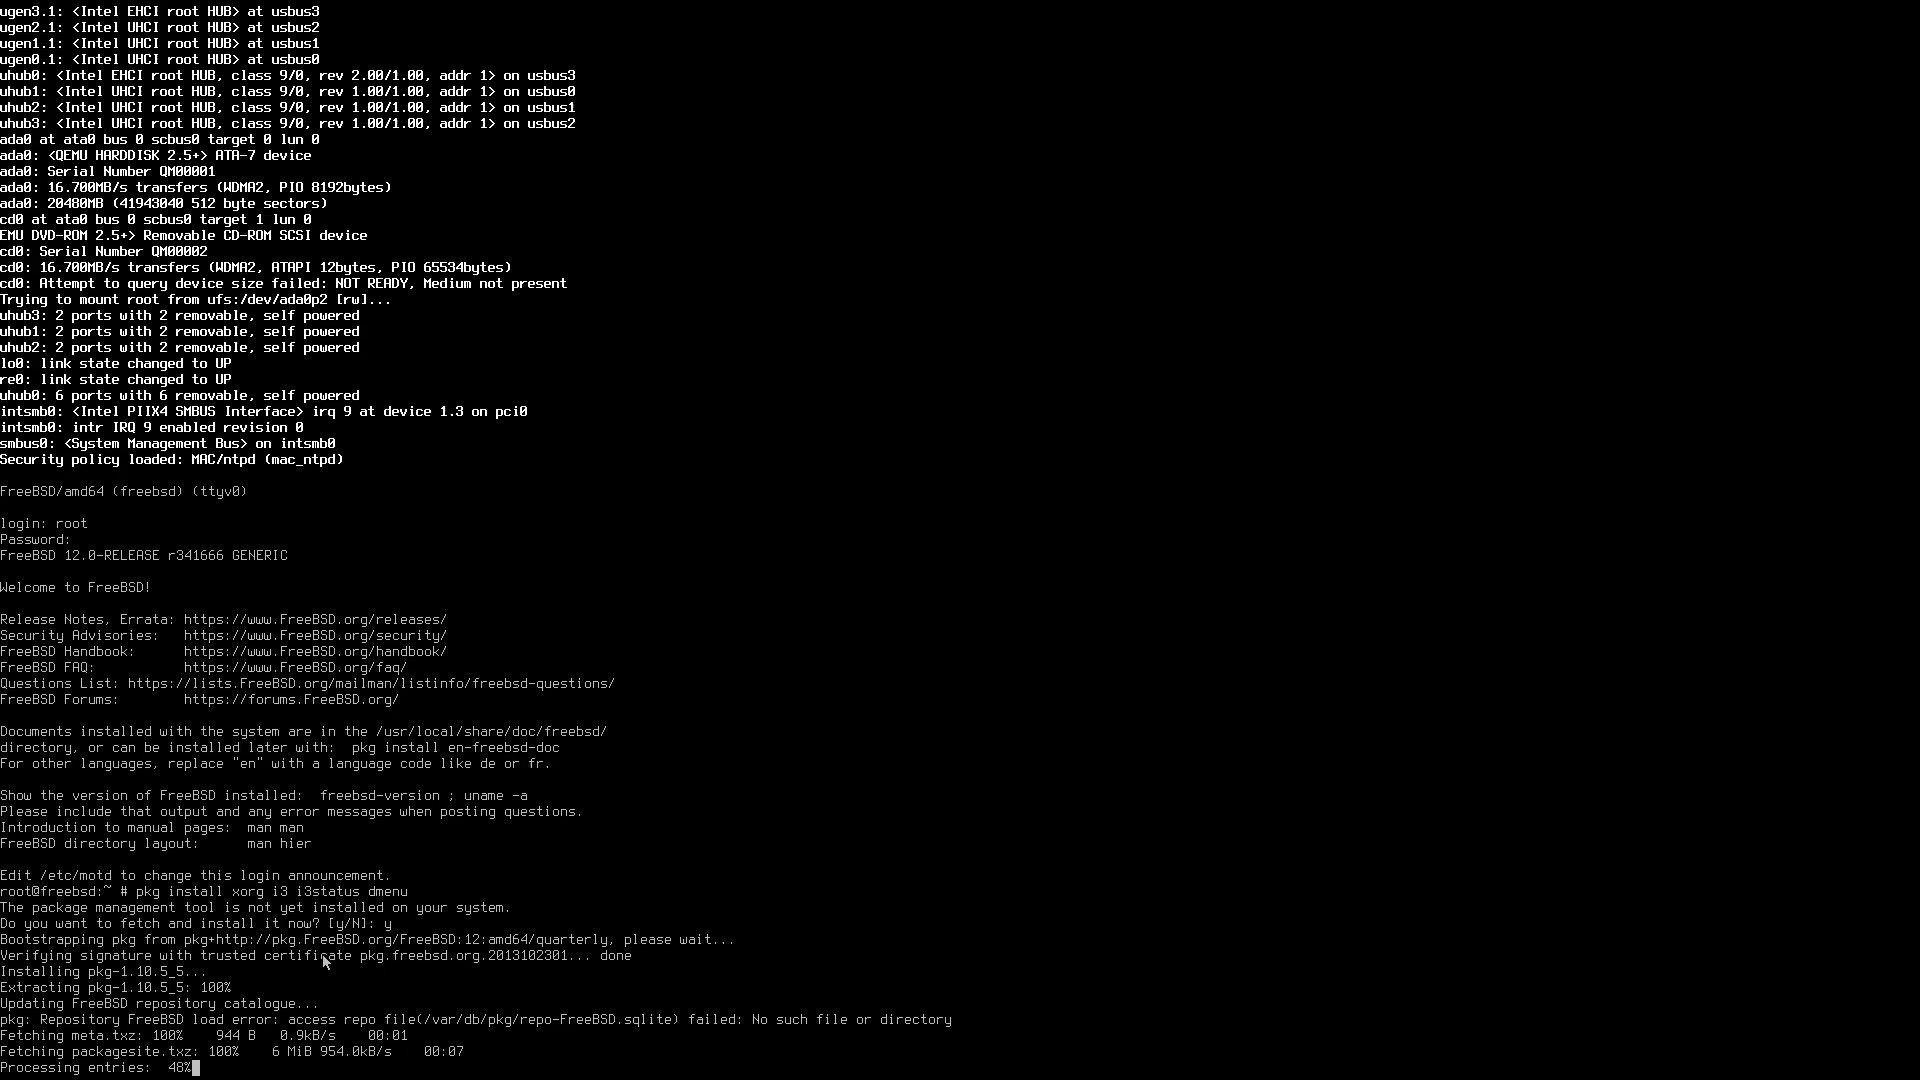 ugen3.1: <Intel EHCI root HUB> at usbus3
ugen2.1: <Intel UHCI root HUB> at usbus2
ugen1.1: <Intel UHCI root HUB> at usbus1
ugen0.1: <Intel UHCI root HUB> at usbus0
uhub0: <Intel EHCI root HUB, class 9/0, rev 2.00/1.00, addr 1> on usbus3
uhub1: <Intel UHCI root HUB, class 9/0, rev 1.00/1.00, addr 1> on usbus0
uhub2: <Intel UHCI root HUB, class 9/0, rev 1.00/1.00, addr 1> on usbus1
uhub3: <Intel UHCI root HUB, class 9/0, rev 1.00/1.00, addr 1> on usbus2
ada0 at ata0 bus 0 scbus0 target 0 lun 0
ada0: <QEMU HARDDISK 2.5+> ATA-7 device
ada0: Serial Number QM00001
ada0: 16.700MB/s transfers (WDMA2, PIO 8192bytes)
ada0: 20480MB (41943040 512 byte sectors)
cd0 at ata0 bus 0 scbus0 target 1 lun 0
EMU DVD-ROM 2.5+> Removable CD-ROM SCSI device
cd0: Serial Number QM00002
cd0: 16.700MB/s transfers (WDMA2, ATAPI 12bytes, PIO 65534bytes)
cd0: Attempt to query device size failed: NOT READY, Medium not present
Trying to mount root from ufs:/dev/ada0p2 [rw]...
uhub3: 2 ports with 2 removable, self powered
uhub1: 2 ports with 2 removable, self powered
uhub2: 2 ports with 2 removable, self powered
lo0: link state changed to UP
re0: link state changed to UP
uhub0: 6 ports with 6 removable, self powered
intsmb0: <Intel PIIX4 SMBUS Interface> irq 9 at device 1.3 on pci0
intsmb0: intr IRQ 9 enabled revision 0
smbus0: <System Management Bus> on intsmb0
Security policy loaded: MAC/ntpd (mac_ntpd)
FreeBSD/amd64 (freebsd) (ttyv0)
login: root
Password:
FreeBSD 12.0-RELEASE r341666 GENERIC
Welcome to FreeBSD!
Release Notes, Errata: https://www.FreeBSD.org/releases/
Security Advisories:   https://www.FreeBSD.org/security/
FreeBSD Handbook:      https://www.FreeBSD.org/handbook/
FreeBSD FAQ:           https://www.FreeBSD.org/faq/
Questions List: https://lists.FreeBSD.org/mailman/listinfo/freebsd-questions/
FreeBSD Forums:        https://forums.FreeBSD.org/
Documents installed with the system are in the /usr/local/share/doc/freebsd/
directory, or can be installed later with:  pkg install en-freebsd-doc
For other languages, replace "en" with a language code like de or fr.
Show the version of FreeBSD installed:  freebsd-version ; uname -a
Please include that output and any error messages when posting questions.
Introduction to manual pages:  man man
FreeBSD directory layout:      man hier
Edit /etc/motd to change this login announcement.
root@freebsd:~ # pkg install xorg i3 i3status dmenu
The package management tool is not yet installed on your system.
Do you want to fetch and install it now? [y/N]: y
Bootstrapping pkg from pkg+http://pkg.FreeBSD.org/FreeBSD:12:amd64/quarterly, please wait...
Verifying signature with trusted certificate pkg.freebsd.org.2013102301... done
Installing pkg-1.10.5_5...
Extracting pkg-1.10.5_5: 100%
Updating FreeBSD repository catalogue...
pkg: Repository FreeBSD load error: access repo file(/var/db/pkg/repo-FreeBSD.sqlite) failed: No such file or directory
Fetching meta.txz: 100%    944 B   0.9kB/s    00:01
Fetching packagesite.txz: 100%    6 MiB 954.0kB/s    00:07
Processing entries:  48%